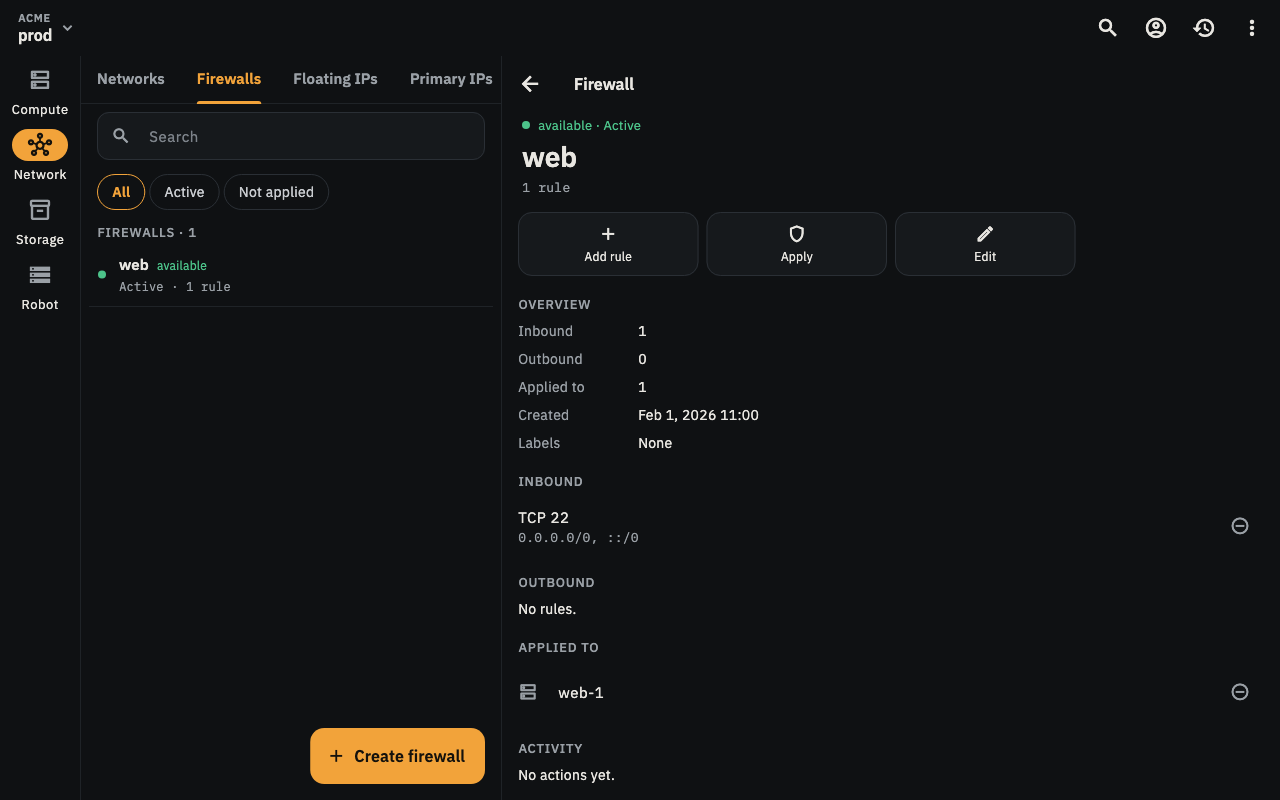 ACME
prod
Compute
Network
Storage
Robot
Networks
Firewalls
Floating IPs
Primary IPs
Search
All
Active
Not applied
FIREWALLS · 1
web available
Active · 1 rule
Create firewall
Firewall
available · Active
web
1 rule
Add rule
Apply
Edit
OVERVIEW
Inbound 1
Outbound 0
Applied to 1
Created Feb 1, 2026 11:00
Labels None
INBOUND
TCP 22
0.0.0.0/0, ::/0
OUTBOUND
No rules.
APPLIED TO
web-1
ACTIVITY
No actions yet.